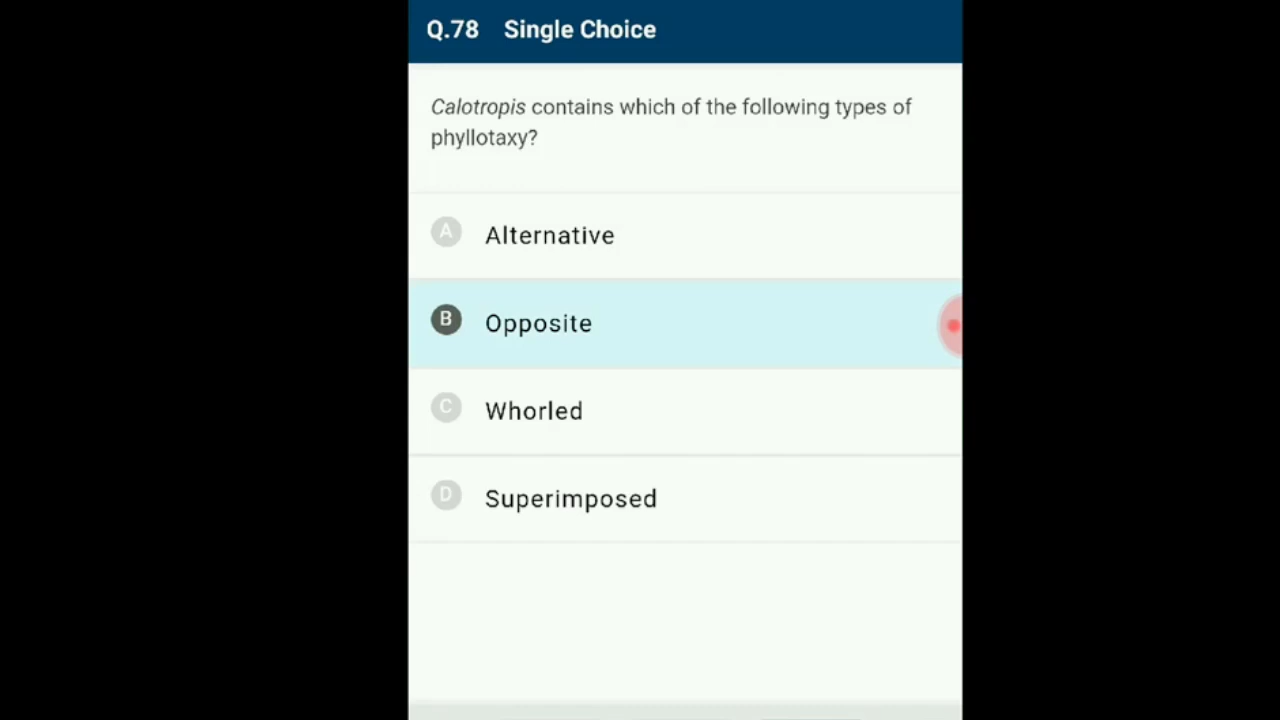 Q.78 Single Choice
Calotropis contains which of the following types of
phyllotaxy?
A Alternative
B Opposite
C Whorled
D Superimposed